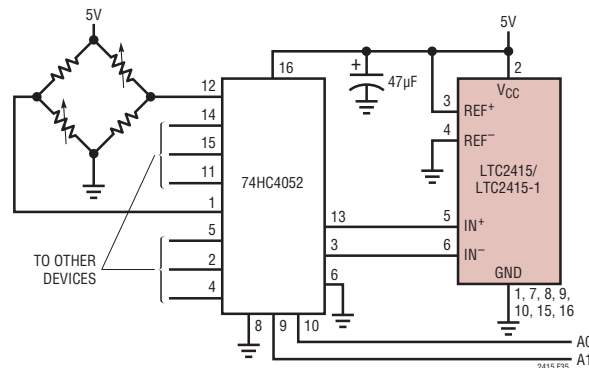 5V
5V
16
2
12
+
47µF
VCC
14
3
REF+
15
4
REF−
11
74HC4052
LTC2415/
LTC2415-1
1
13
5
IN+
5
3
6
IN−
TO OTHER
DEVICES
2
6
GND
4
1, 7, 8, 9,
10, 15, 16
8
9
10
A0
A1
2415 F35